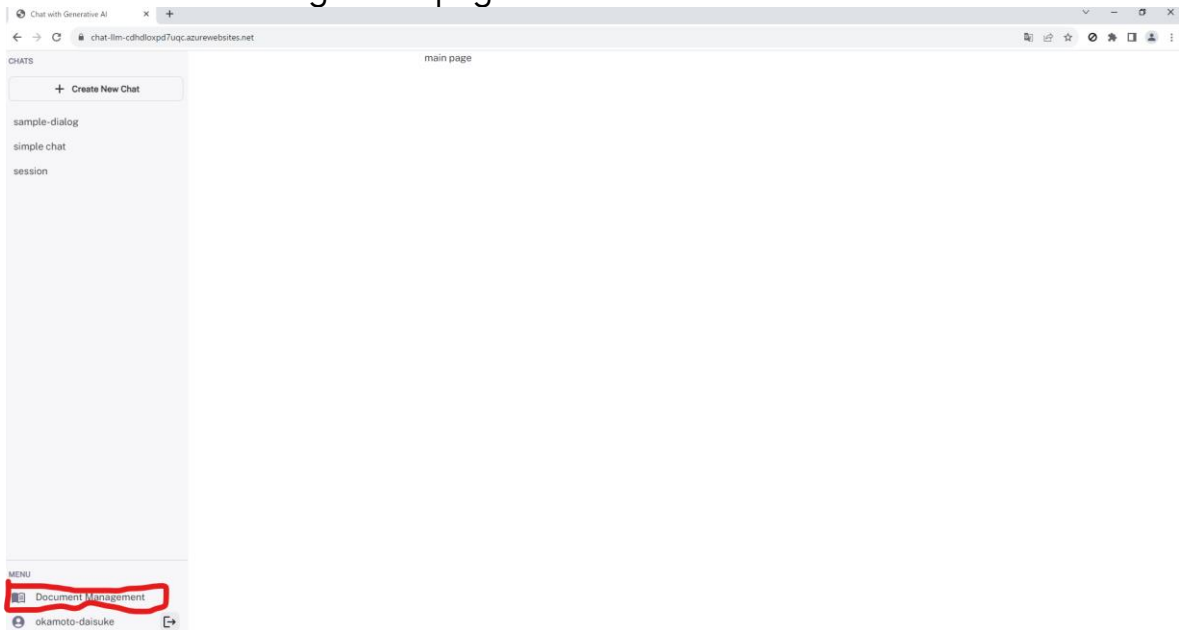 Chat with Generative AI
chat-llm-cdhdloxpd7uqc.azurewebsites.net
CHATS
main page
+ Create New Chat
sample-dialog
simple chat
session
MENU
Document Management
okamoto-daisuke